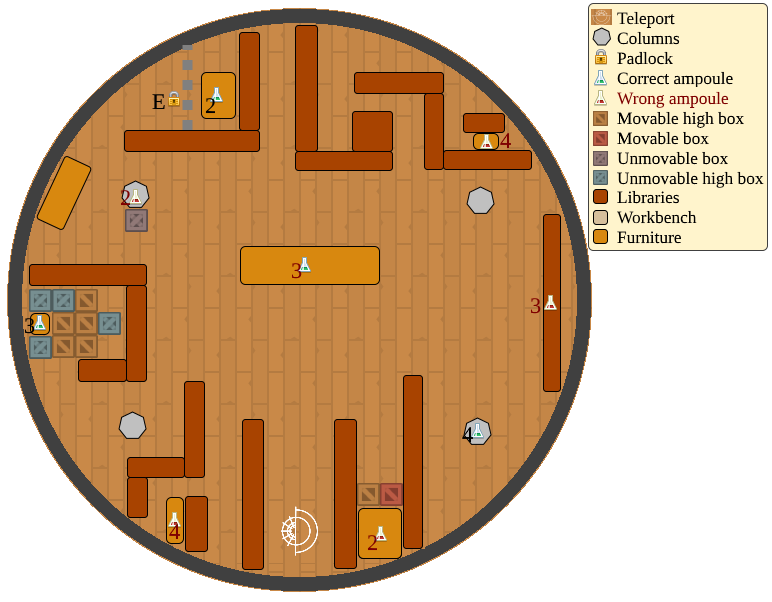 Teleport
Columns
Padlock
Correct ampoule
Wrong ampoule
Movable high box
Movable box
Unmovable box
Unmovable high box
Libraries
Workbench
Furniture
E
2
4
2
3
3
3
4
4
2